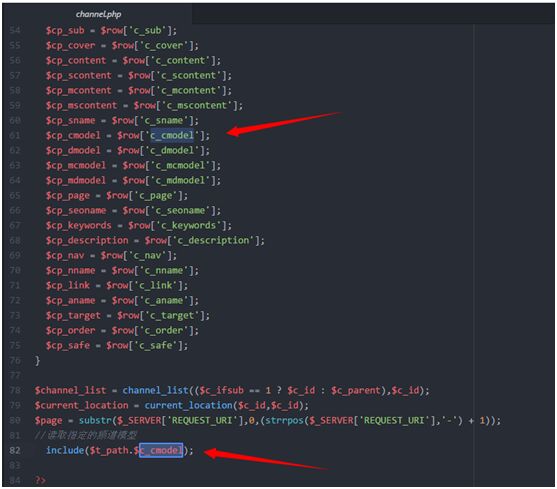 channel.php
54 $cp_sub = $row['c_sub'];
55 $cp_cover = $row['c_cover'];
56 $cp_content = $row['c_content'];
57 $cp_scontent = $row['c_scontent'];
58 $cp_mcontent = $row['c_mcontent'];
59 $cp_mscontent = $row['c_mscontent'];
60 $cp_sname = $row['c_sname'];
61 $cp_cmodel = $row['c_cmodel'];
62 $cp_dmodel = $row['c_dmodel'];
63 $cp_mcmodel = $row['c_mcmodel'];
64 $cp_mdmodel = $row['c_mdmodel'];
65 $cp_page = $row['c_page'];
66 $cp_seoname = $row['c_seoname'];
67 $cp_keywords = $row['c_keywords'];
68 $cp_description = $row['c_description'];
69 $cp_nav = $row['c_nav'];
70 $cp_nname = $row['c_nname'];
71 $cp_link = $row['c_link'];
72 $cp_aname = $row['c_aname'];
73 $cp_target = $row['c_target'];
74 $cp_order = $row['c_order'];
75 $cp_safe = $row['c_safe'];
76 }
77
78 $channel_list = channel_list(($c_ifsub == 1 ? $c_id : $c_parent),$c_id);
79 $current_location = current_location($c_id,$c_id);
80 $page = substr($_SERVER['REQUEST_URI'],0,(strrpos($_SERVER['REQUEST_URI'],'-') + 1));
81 //读取指定的频道模型
82 include($t_path.$c_cmodel);
83
84 ?>